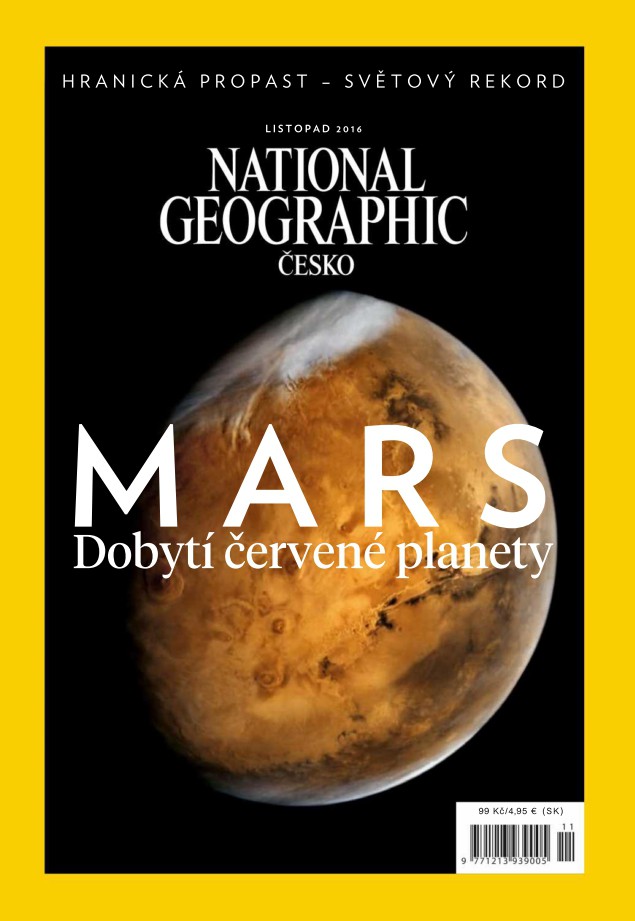 HRANICKÁ PROPAST – SVĚTOVÝ REKORD
LISTOPAD 2016
NATIONAL
GEOGRAPHIC
ČESKO
MARS
Dobytí červené planety
99 Kč/4,95 € (SK)
11
9 771213 939005